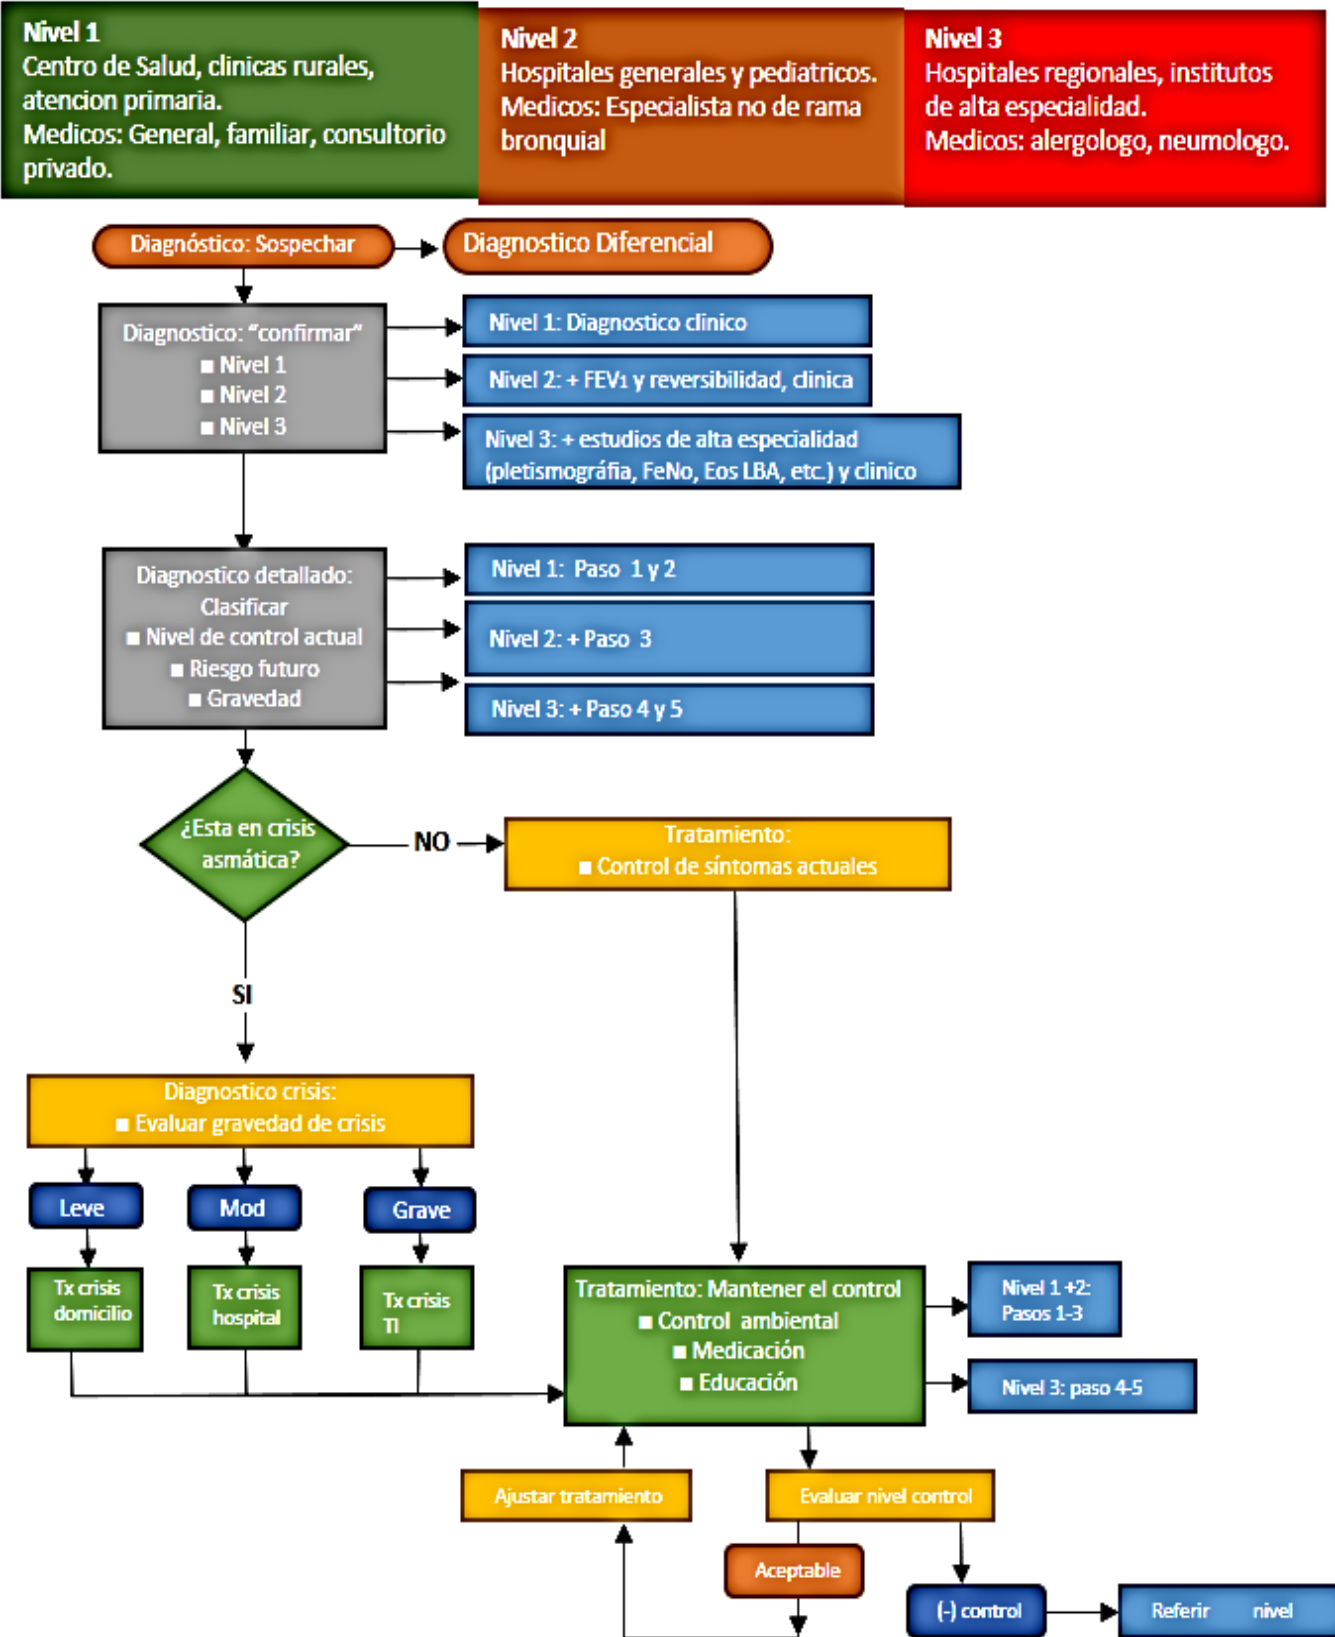 Nivel 1
Centro de Salud, clinicas rurales,
atencion primaria.
Medicos: General, familiar, consultorio
privado.
Nivel 2
Hospitales generales y pediatricos.
Medicos: Especialista no de rama
bronquial
Nivel 3
Hospitales regionales, institutos
de alta especialidad.
Medicos: alergologo, neumologo.
Diagnóstico: Sospechar
Diagnostico Diferencial
Diagnostico: “confirmar”
■ Nivel 1
■ Nivel 2
■ Nivel 3
Nivel 1: Diagnostico clinico
Nivel 2: + FEV₁ y reversibilidad, clinica
Nivel 3: + estudios de alta especialidad
(pletismográfia, FeNo, Eos LBA, etc.) y clinico
Diagnostico detallado:
Clasificar
■ Nivel de control actual
■ Riesgo futuro
■ Gravedad
Nivel 1: Paso 1 y 2
Nivel 2: + Paso 3
Nivel 3: + Paso 4 y 5
¿Esta en crisis
asmática?
NO
Tratamiento:
■ Control de síntomas actuales
SI
Diagnostico crisis:
■ Evaluar gravedad de crisis
Leve
Mod
Grave
Tx crisis
domicilio
Tx crisis
hospital
Tx crisis
TI
Tratamiento: Mantener el control
■ Control ambiental
■ Medicación
■ Educación
Nivel 1 +2:
Pasos 1-3
Nivel 3: paso 4-5
Ajustar tratamiento
Evaluar nivel control
Aceptable
(-) control
Referir nivel